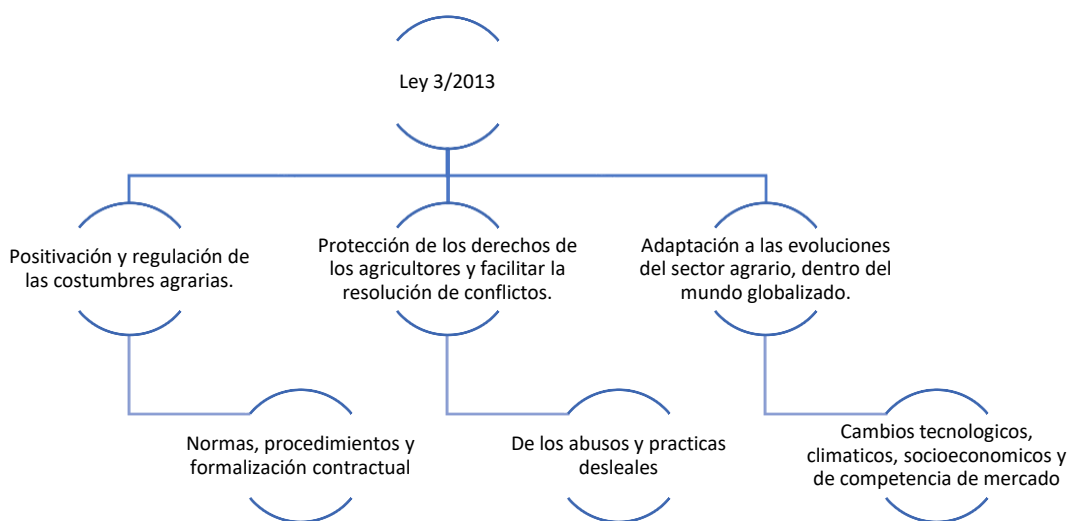 Ley 3/2013
Positivación y regulación de
las costumbres agrarias.
Protección de los derechos de
los agricultores y facilitar la
resolución de conflictos.
Adaptación a las evoluciones
del sector agrario, dentro del
mundo globalizado.
Normas, procedimientos y
formalización contractual
De los abusos y practicas
desleales
Cambios tecnologicos,
climaticos, socioeconomicos y
de competencia de mercado